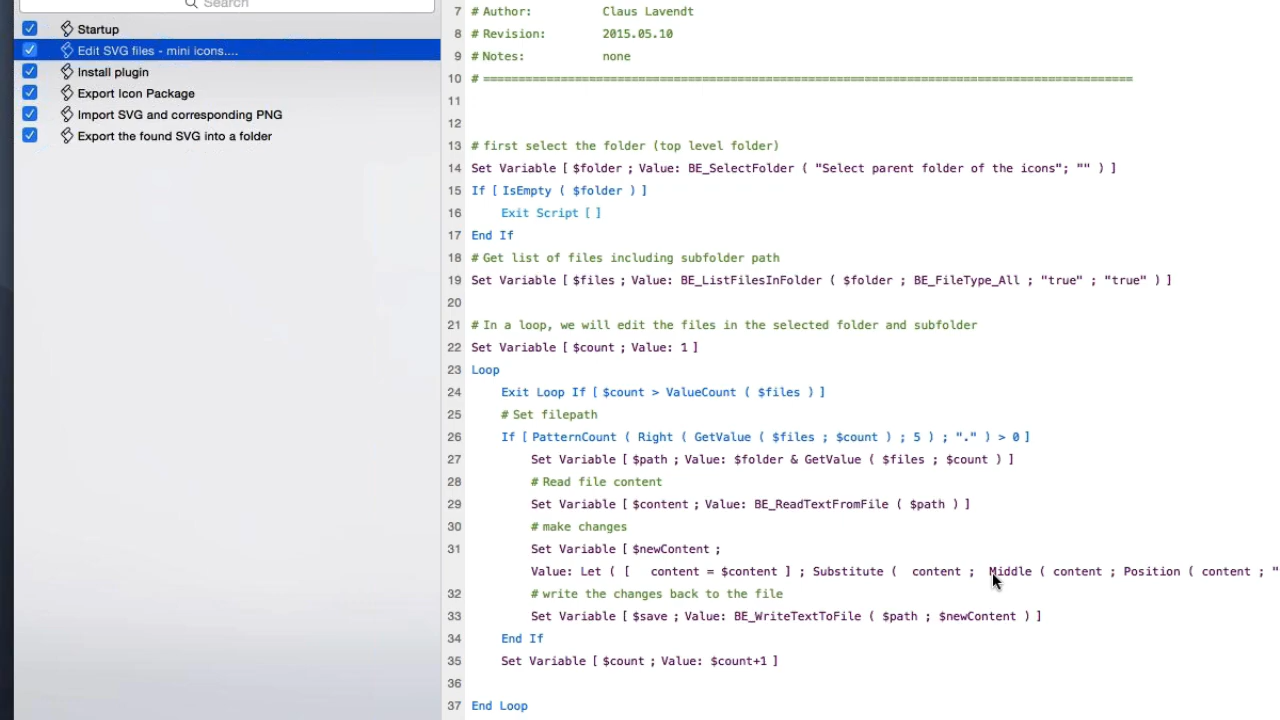 Search
Startup
Edit SVG files - mini icons....
Install plugin
Export Icon Package
Import SVG and corresponding PNG
Export the found SVG into a folder
7 # Author: Claus Lavendt
8 # Revision: 2015.05.10
9 # Notes: none
10 # ============================================================================================
11
12
13 # first select the folder (top level folder)
14 Set Variable [ $folder ; Value: BE_SelectFolder ( "Select parent folder of the icons"; "" ) ]
15 If [ IsEmpty ( $folder ) ]
16 Exit Script [ ]
17 End If
18 # Get list of files including subfolder path
19 Set Variable [ $files ; Value: BE_ListFilesInFolder ( $folder ; BE_FileType_All ; "true" ; "true" ) ]
20
21 # In a loop, we will edit the files in the selected folder and subfolder
22 Set Variable [ $count ; Value: 1 ]
23 Loop
24 Exit Loop If [ $count > ValueCount ( $files ) ]
25 # Set filepath
26 If [ PatternCount ( Right ( GetValue ( $files ; $count ) ; 5 ) ; "." ) > 0 ]
27 Set Variable [ $path ; Value: $folder & GetValue ( $files ; $count ) ]
28 # Read file content
29 Set Variable [ $content ; Value: BE_ReadTextFromFile ( $path ) ]
30 # make changes
31 Set Variable [ $newContent ;
Value: Let ( [ content = $content ] ; Substitute ( content ; Middle ( content ; Position ( content ; "
32 # write the changes back to the file
33 Set Variable [ $save ; Value: BE_WriteTextToFile ( $path ; $newContent ) ]
34 End If
35 Set Variable [ $count ; Value: $count+1 ]
36
37 End Loop